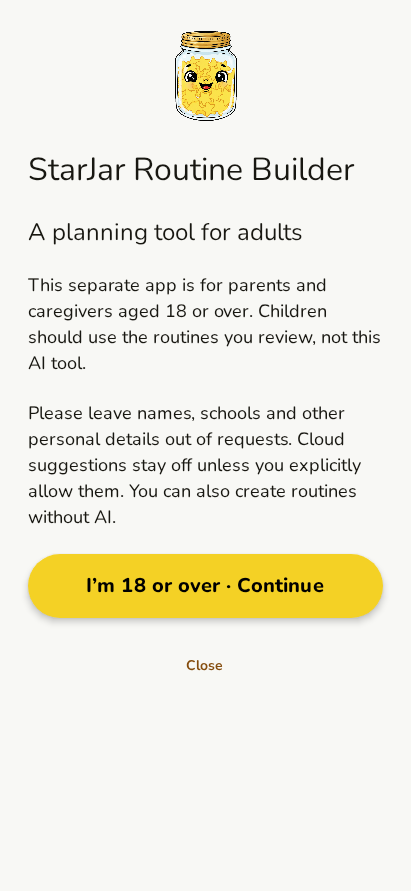 StarJar Routine Builder
A planning tool for adults
This separate app is for parents and
caregivers aged 18 or over. Children
should use the routines you review, not this
AI tool.
Please leave names, schools and other
personal details out of requests. Cloud
suggestions stay off unless you explicitly
allow them. You can also create routines
without AI.
I’m 18 or over · Continue
Close